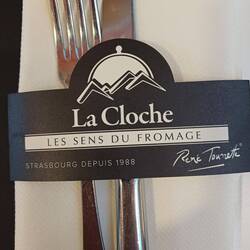 La Cloche
LES SENS DU FROMAGE
STRASBOURG DEPUIS 1988
René Tourrette